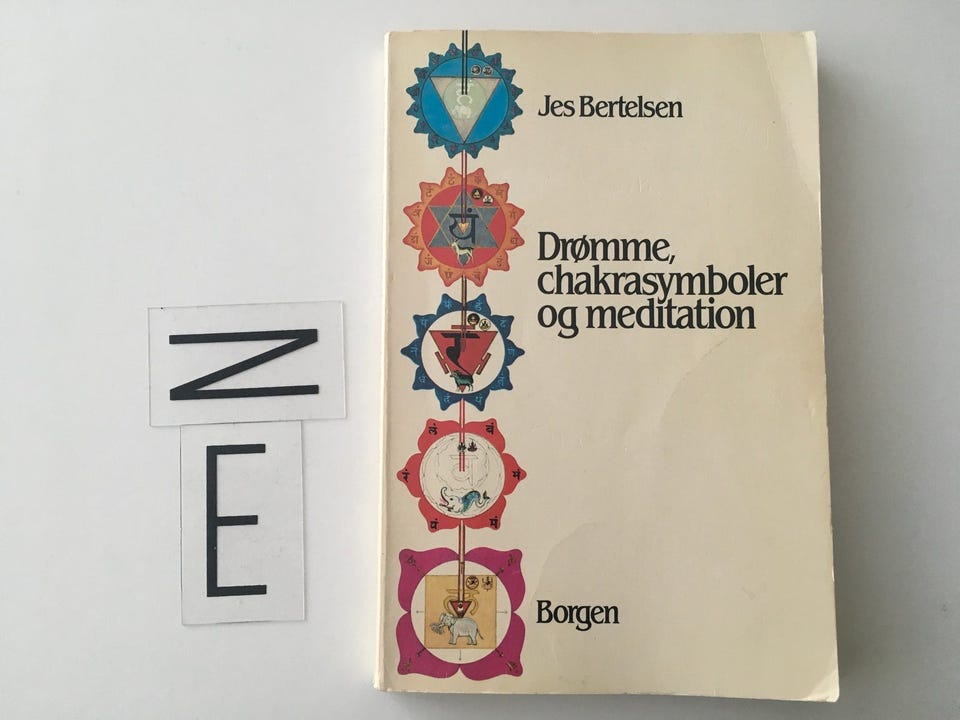 N
E
Jes Bertelsen
Drømme,
chakrasymboler
og meditation
Borgen
यं
रं